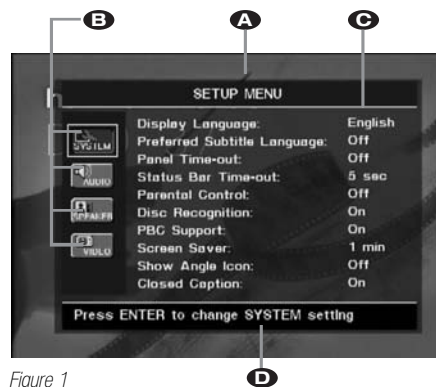 B A C
SETUP MENU
SYSTEM
AUDIO
SPEAKER
VIDEO
Display Language: English
Preferred Subtitle Language: Off
Panel Time-out: Off
Status Bar Time-out: 5 sec
Parental Control: Off
Disc Recognition: On
PBC Support: On
Screen Saver: 1 min
Show Angle Icon: Off
Closed Caption: On
Press ENTER to change SYSTEM setting
D
Figure 1